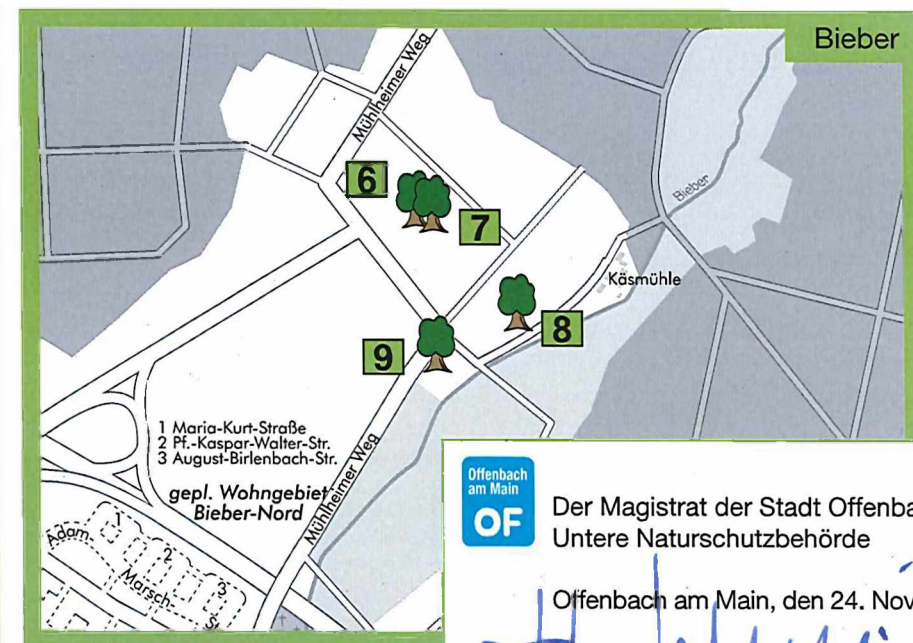 Bieber
Mühlheimer Weg
6
7
Bieber
Käsmühle
8
9
1 Maria-Kurt-Straße
2 Pf.-Kaspar-Walter-Str.
3 August-Birlenbach-Str.
gepl. Wohngebiet
Bieber-Nord
Mühlheimer Weg
Adam-
Marsch-
1
2
3
Offenbach
am Main
OF
Der Magistrat der Stadt Offenba
Untere Naturschutzbehörde
Offenbach am Main, den 24. Nov